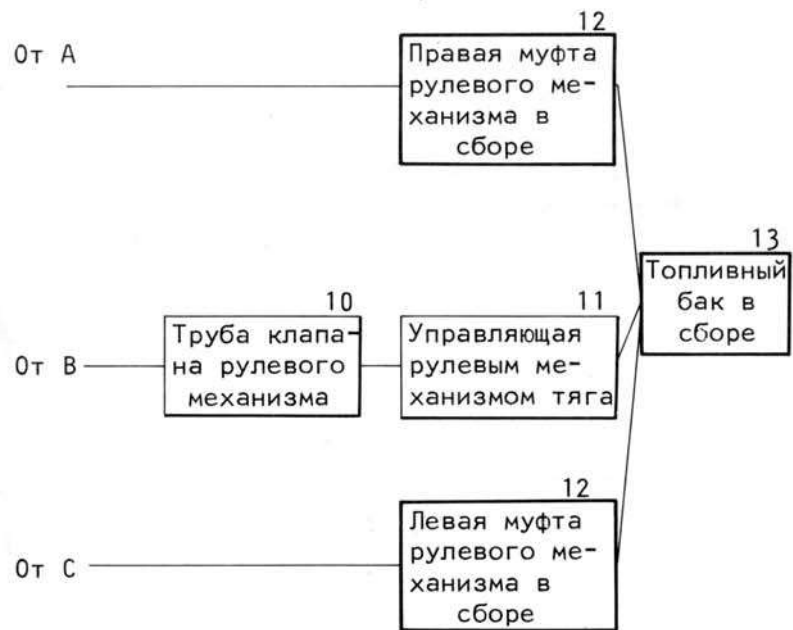 12
От А
Правая муфта
рулевого ме-
ханизма в
сборе
13
Топливный
бак в
сборе
10
11
От В
Труба клапа-
на рулевого
механизма
Управляющая
рулевым ме-
ханизмом тяга
12
От С
Левая муфта
рулевого ме-
ханизма в
сборе